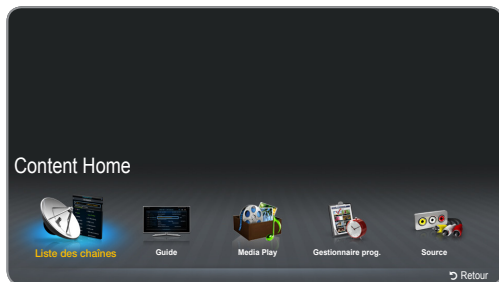 Content Home
Liste des chaînes
Guide
Media Play
Gestionnaire prog.
Source
Retour